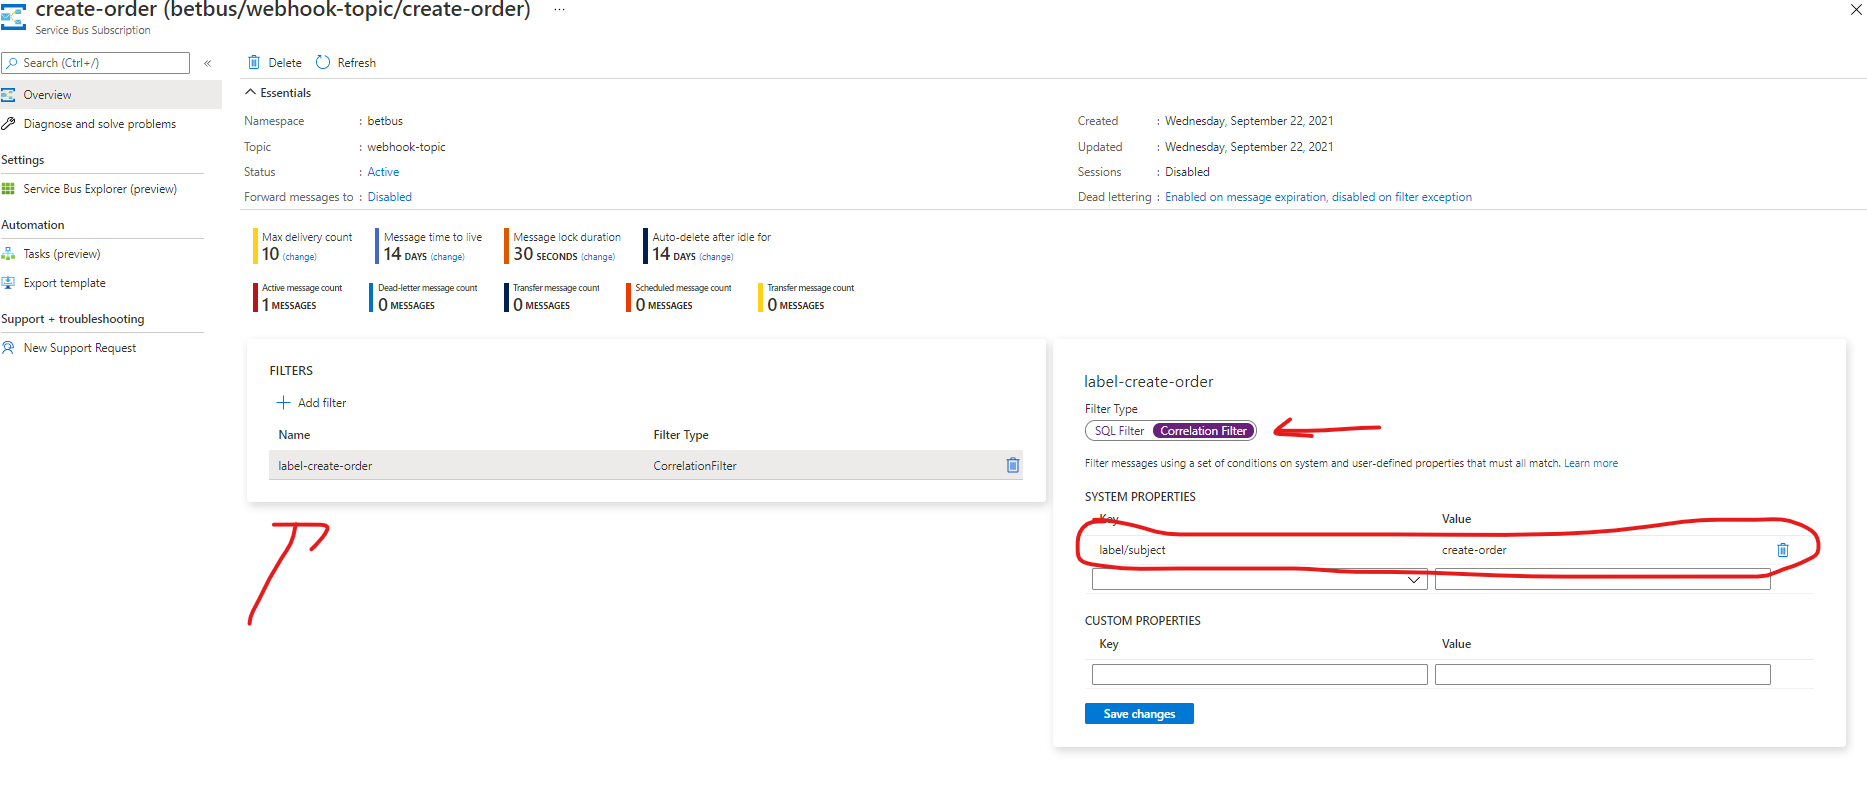 create-order (betbus/webhook-topic/create-order) ...
Service Bus Subscription
Search (Ctrl+/) «
Delete Refresh
Overview
Diagnose and solve problems
Settings
Service Bus Explorer (preview)
Automation
Tasks (preview)
Export template
Support + troubleshooting
New Support Request
Essentials
Namespace : betbus
Topic : webhook-topic
Status : Active
Forward messages to : Disabled
Created : Wednesday, September 22, 2021
Updated : Wednesday, September 22, 2021
Sessions : Disabled
Dead lettering : Enabled on message expiration, disabled on filter exception
Max delivery count
10 (change)
Message time to live
14 DAYS (change)
Message lock duration
30 SECONDS (change)
Auto-delete after idle for
14 DAYS (change)
Active message count
1 MESSAGES
Dead-letter message count
0 MESSAGES
Transfer message count
0 MESSAGES
Scheduled message count
0 MESSAGES
Transfer message count
0 MESSAGES
FILTERS
Add filter
Name Filter Type
label-create-order CorrelationFilter
label-create-order
Filter Type
SQL Filter Correlation Filter
Filter messages using a set of conditions on system and user-defined properties that must all match. Learn more
SYSTEM PROPERTIES
Key Value
label/subject create-order
CUSTOM PROPERTIES
Key Value
Save changes